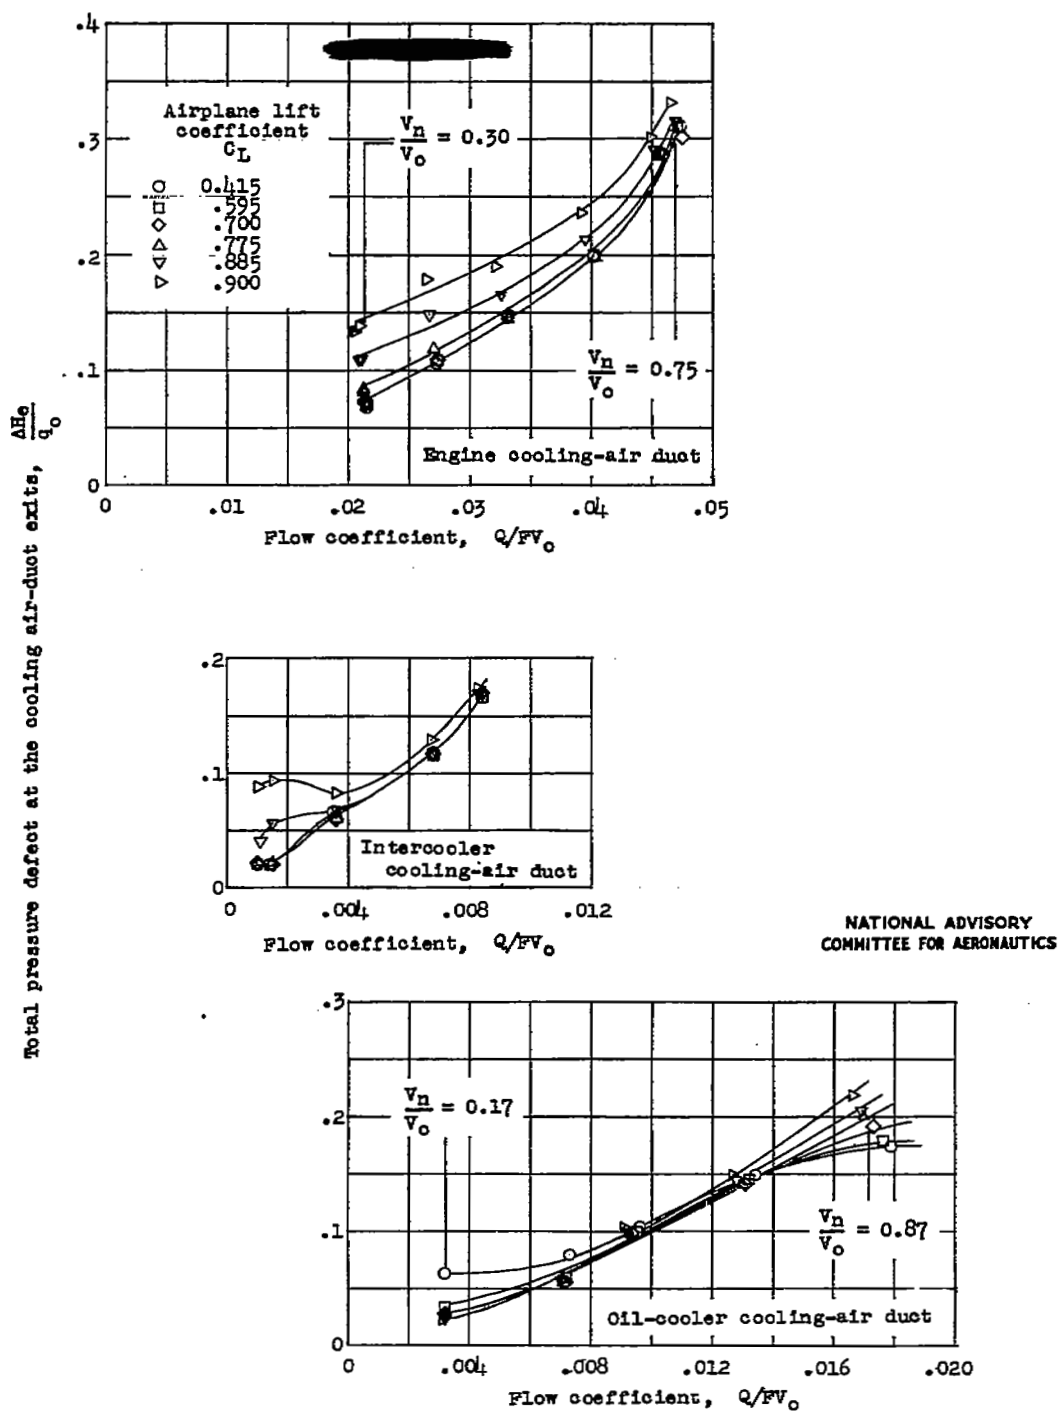 Total pressure defect at the cooling air-duct exits, ΔHe/qo
.4
.3
.2
.1
0
Airplane lift
coefficient
CL
0.415
.595
.700
.775
.885
.900
Vn/Vo = 0.30
Vn/Vo = 0.75
Engine cooling-air duct
0 .01 .02 .03 .04 .05
Flow coefficient, Q/FVo
.2
.1
0
Intercooler
cooling-air duct
0 .004 .008 .012
Flow coefficient, Q/FVo
NATIONAL ADVISORY
COMMITTEE FOR AERONAUTICS
.3
.2
.1
0
Vn/Vo = 0.17
Vn/Vo = 0.87
Oil-cooler cooling-air duct
0 .004 .008 .012 .016 .020
Flow coefficient, Q/FVo